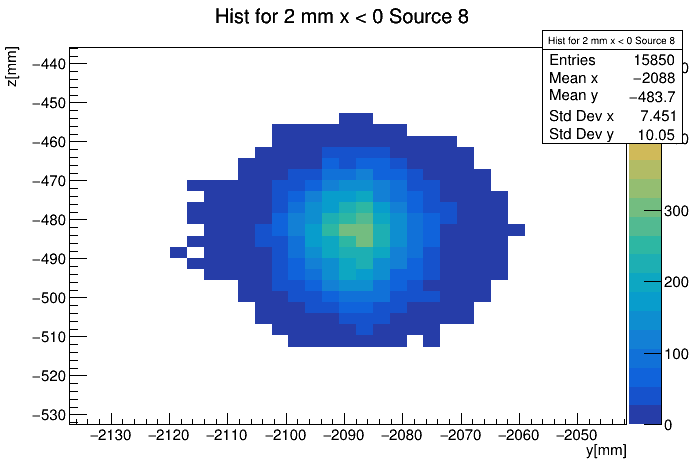 Hist for 2 mm x < 0 Source 8
z[mm]
Hist for 2 mm x < 0 Source 8
Entries 15850
Mean x −2088
Mean y −483.7
Std Dev x 7.451
Std Dev y 10.05
−440
−450
−460
−470
−480
−490
−500
−510
−520
−530
−2130 −2120 −2110 −2100 −2090 −2080 −2070 −2060 −2050
y[mm]
0
0
300
200
100
0